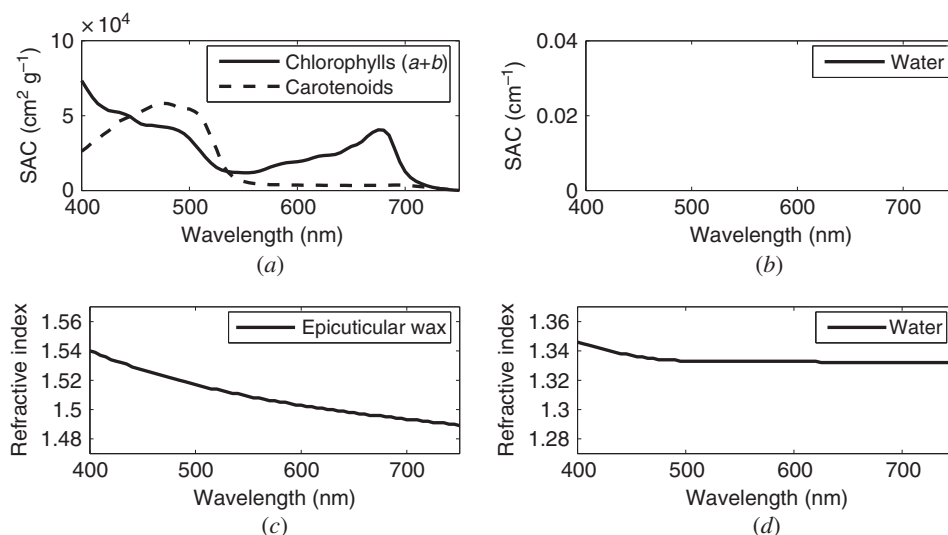 × 10⁴
10
5
0
SAC (cm² g⁻¹)
Chlorophylls (a+b)
Carotenoids
400 500 600 700
Wavelength (nm)
(a)
0.04
0.02
0
SAC (cm⁻¹)
Water
400 500 600 700
Wavelength (nm)
(b)
1.56
1.54
1.52
1.5
1.48
Refractive index
Epicuticular wax
400 500 600 700
Wavelength (nm)
(c)
1.36
1.34
1.32
1.3
1.28
Refractive index
Water
400 500 600 700
Wavelength (nm)
(d)